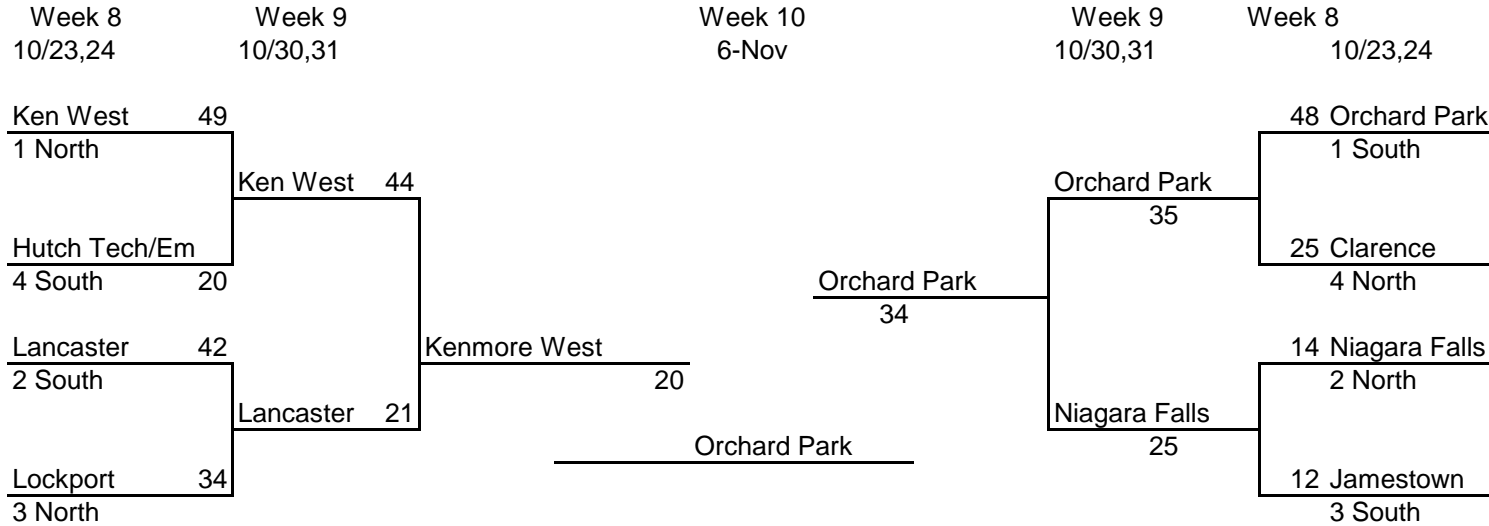 Week 8 Week 9 Week 10 Week 9 Week 8
10/23,24 10/30,31 6-Nov 10/30,31 10/23,24
Ken West 49 48 Orchard Park
1 North 1 South
Ken West 44 Orchard Park
35
Hutch Tech/Em 25 Clarence
4 South 20 Orchard Park 4 North
34
Lancaster 42 Kenmore West 14 Niagara Falls
2 South 20 2 North
Lancaster 21 Niagara Falls
Orchard Park 25
Lockport 34 12 Jamestown
3 North 3 South